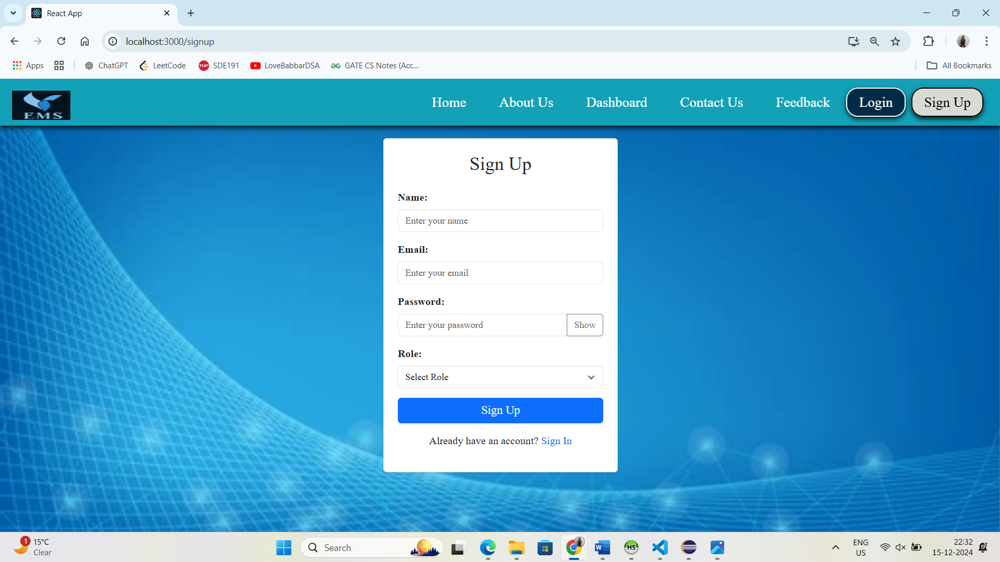 React App
localhost:3000/signup
Apps
ChatGPT
LeetCode
TUF
SDE191
LoveBabbarDSA
GATE CS Notes (Acc...
All Bookmarks
EMS
Home
About Us
Dashboard
Contact Us
Feedback
Login
Sign Up
Sign Up
Name:
Enter your name
Email:
Enter your email
Password:
Enter your password
Show
Role:
Select Role
Sign Up
Already have an account? Sign In
1
15°C
Clear
Search
W
HS
ENG
US
22:32
15-12-2024